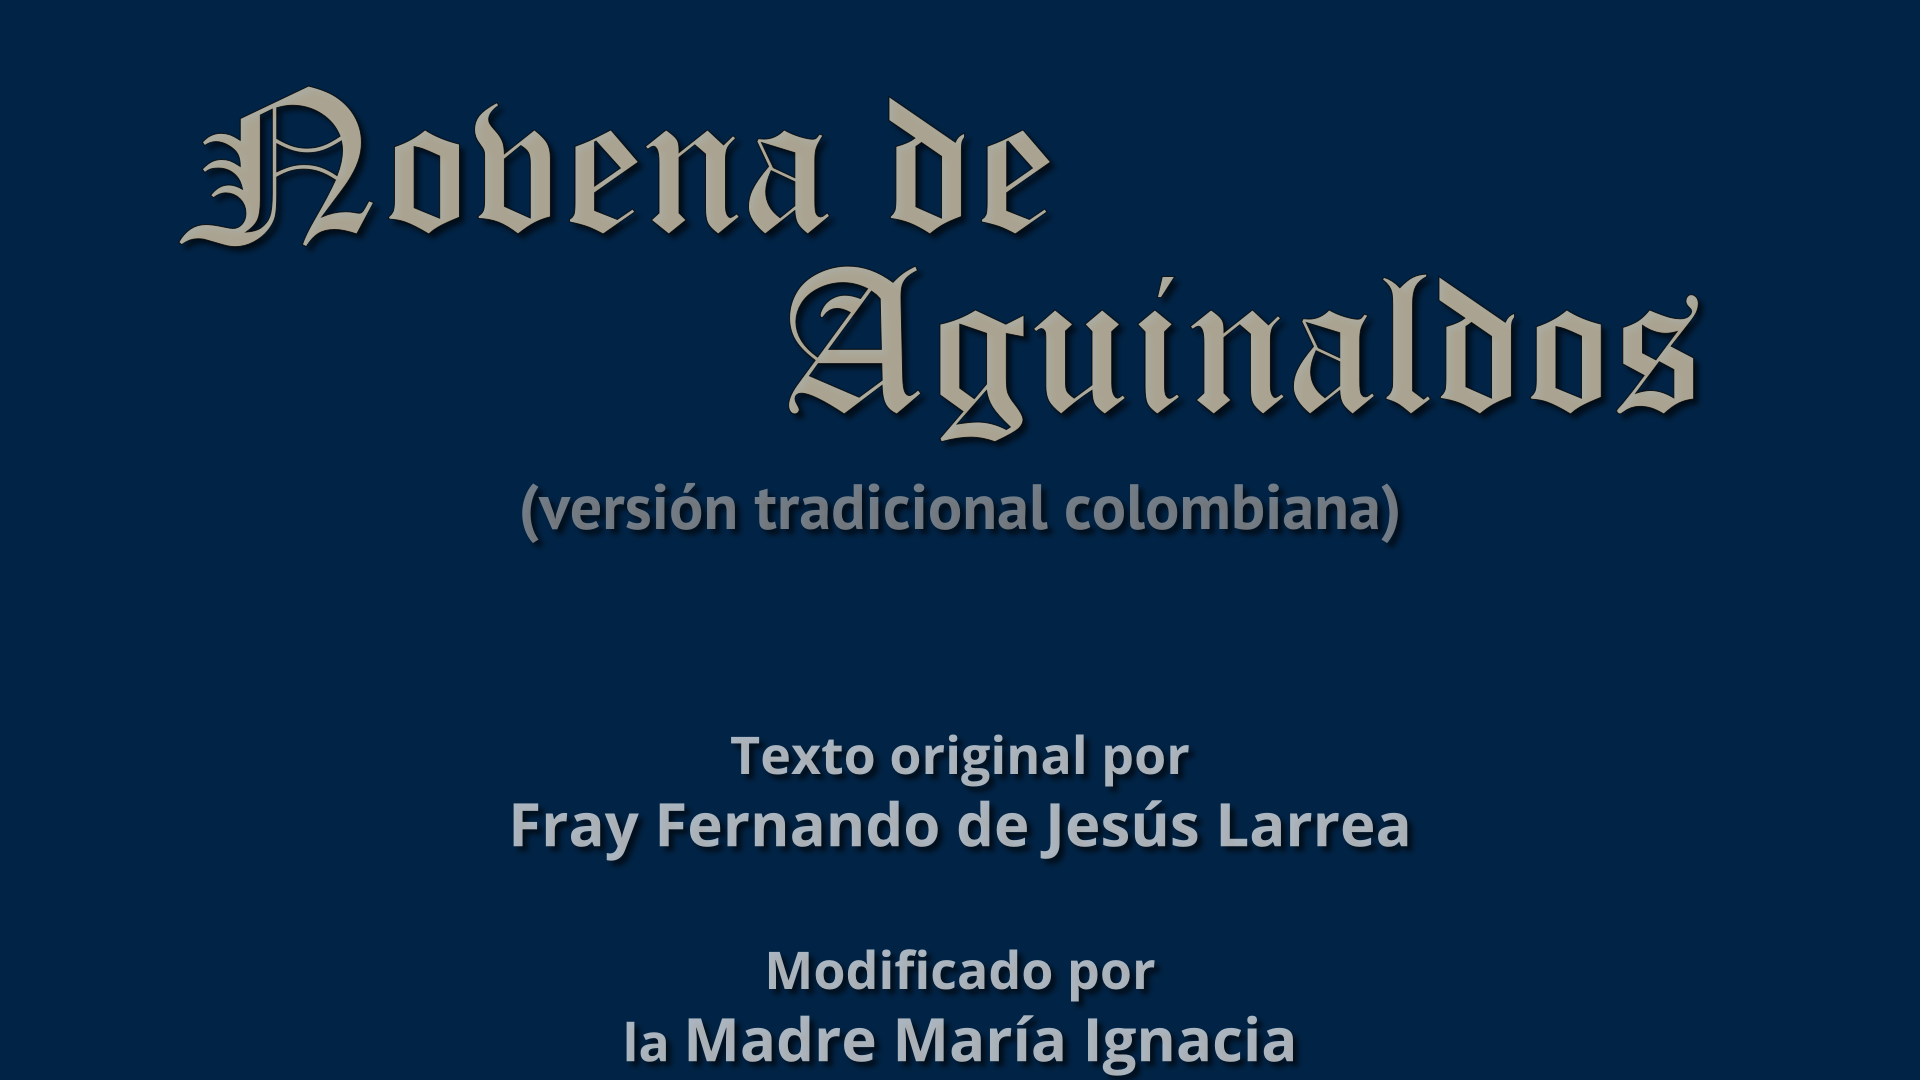 Novena de
Aguinaldos
(versión tradicional colombiana)
Texto original por
Fray Fernando de Jesús Larrea
Modificado por
la Madre María Ignacia